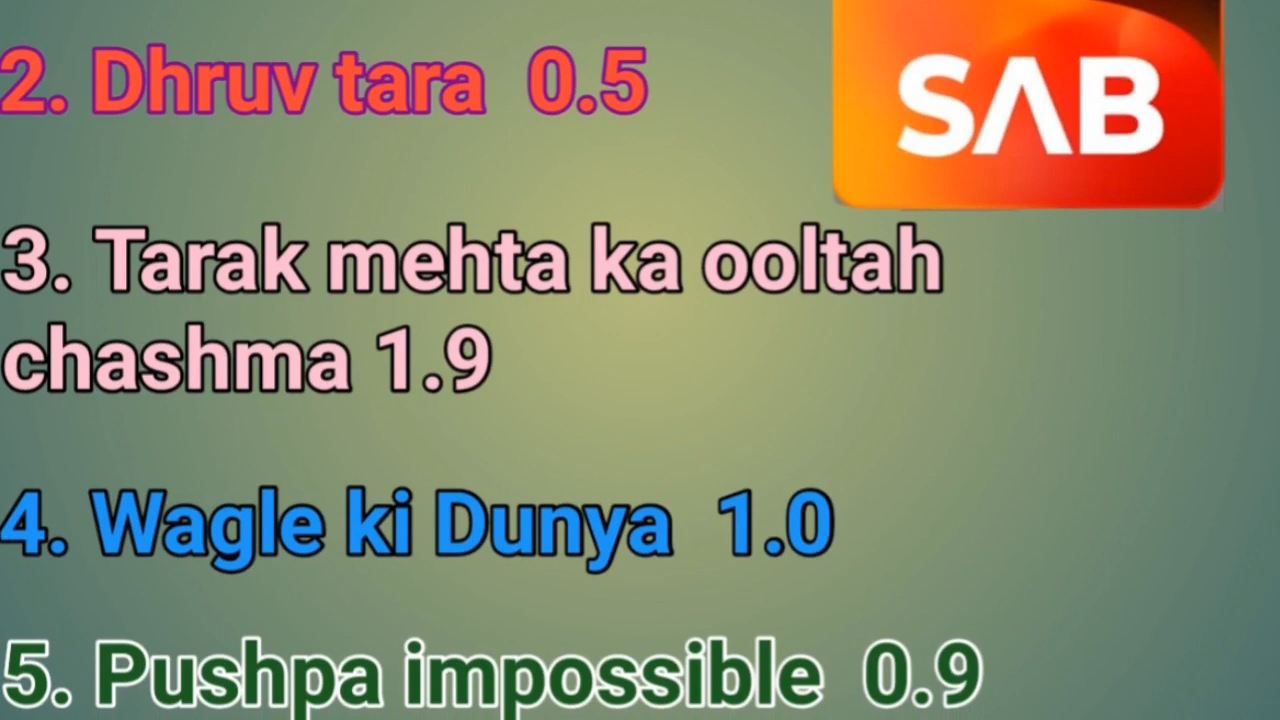 2. Dhruv tara 0.5
SAB
3. Tarak mehta ka ooltah
chashma 1.9
4. Wagle ki Dunya 1.0
5. Pushpa impossible 0.9